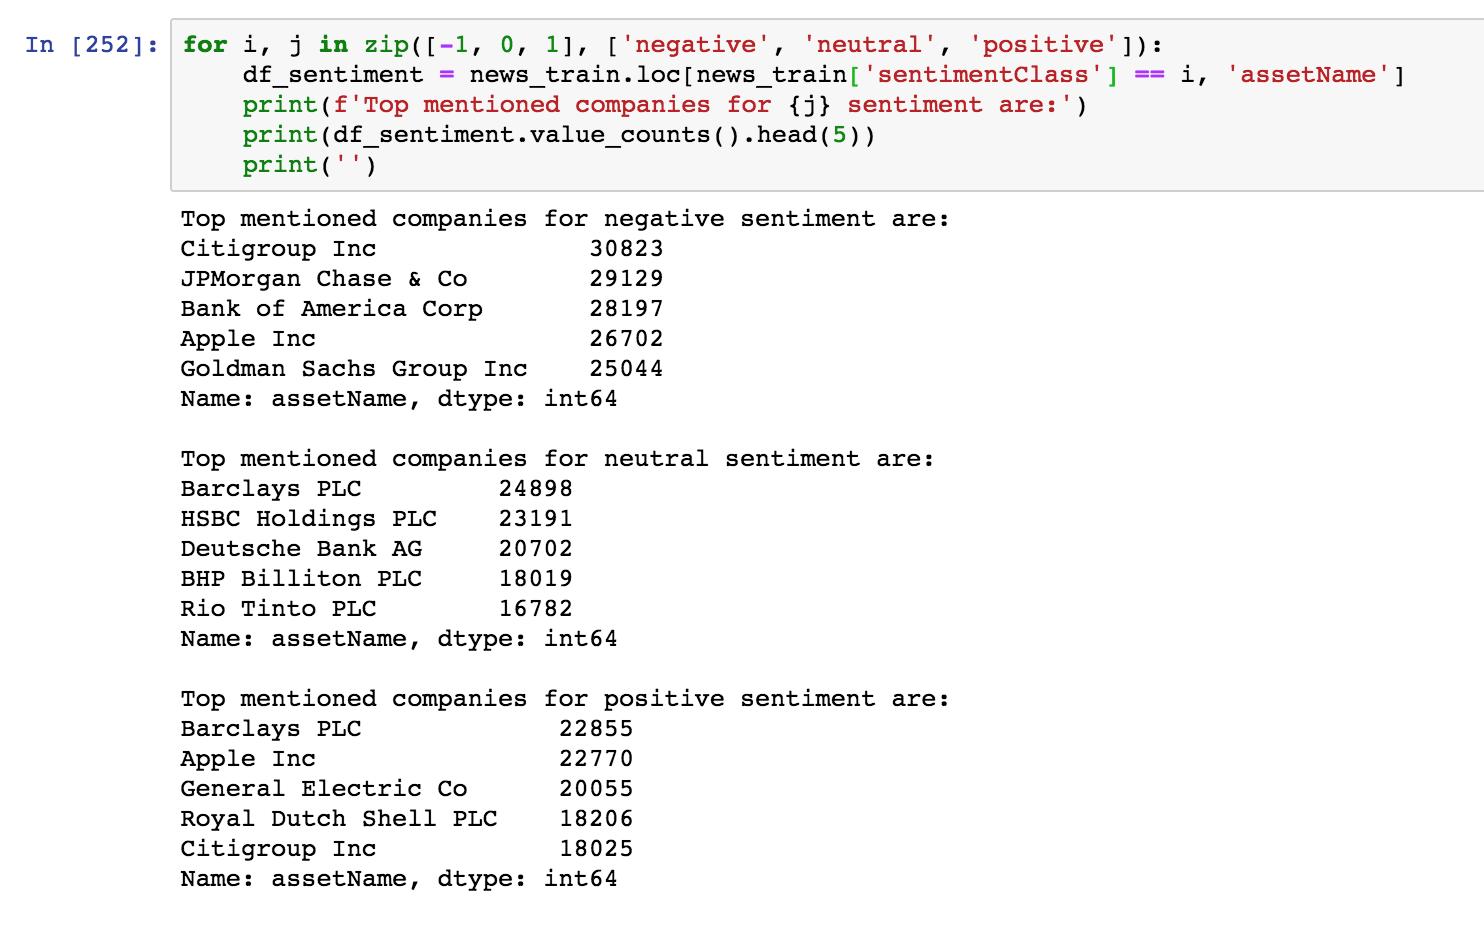 In [252]: for i, j in zip([-1, 0, 1], ['negative', 'neutral', 'positive']):
    df_sentiment = news_train.loc[news_train['sentimentClass'] == i, 'assetName']
    print(f'Top mentioned companies for {j} sentiment are:')
    print(df_sentiment.value_counts().head(5))
    print('')
Top mentioned companies for negative sentiment are:
Citigroup Inc              30823
JPMorgan Chase & Co        29129
Bank of America Corp       28197
Apple Inc                  26702
Goldman Sachs Group Inc    25044
Name: assetName, dtype: int64

Top mentioned companies for neutral sentiment are:
Barclays PLC         24898
HSBC Holdings PLC    23191
Deutsche Bank AG     20702
BHP Billiton PLC     18019
Rio Tinto PLC        16782
Name: assetName, dtype: int64

Top mentioned companies for positive sentiment are:
Barclays PLC             22855
Apple Inc                22770
General Electric Co      20055
Royal Dutch Shell PLC    18206
Citigroup Inc            18025
Name: assetName, dtype: int64